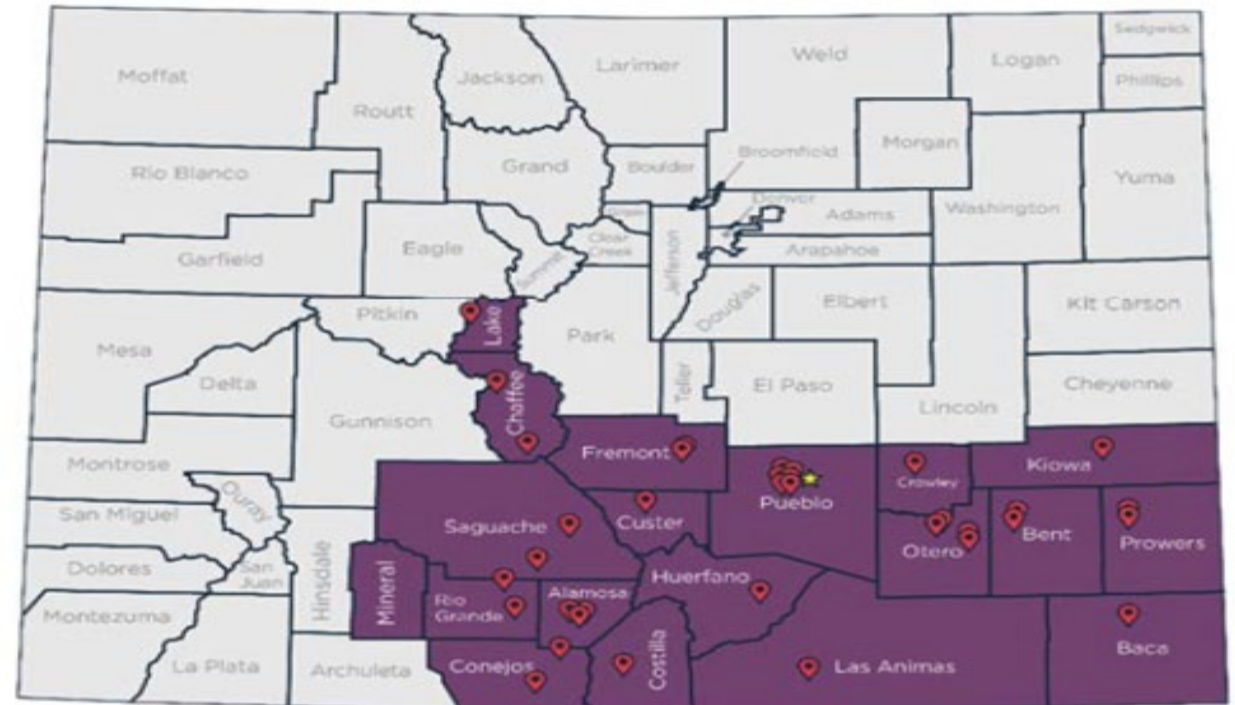 Moffat
Routt
Jackson
Larimer
Weld
Logan
Sedgwick
Phillips
Rio Blanco
Grand
Boulder
Broomfield
Morgan
Yuma
Washington
Denver
Adams
Arapahoe
Garfield
Eagle
Summit
Clear
Creek
Jefferson
Douglas
Elbert
Kit Carson
Mesa
Pitkin
Lake
Park
Delta
Gunnison
Chaffee
Teller
El Paso
Lincoln
Cheyenne
Montrose
Fremont
Pueblo
Crowley
Kiowa
San Miguel
Ouray
Saguache
Custer
Otero
Bent
Prowers
Dolores
San
Juan
Hinsdale
Mineral
Rio
Grande
Alamosa
Huerfano
Montezuma
La Plata
Archuleta
Conejos
Costilla
Las Animas
Baca